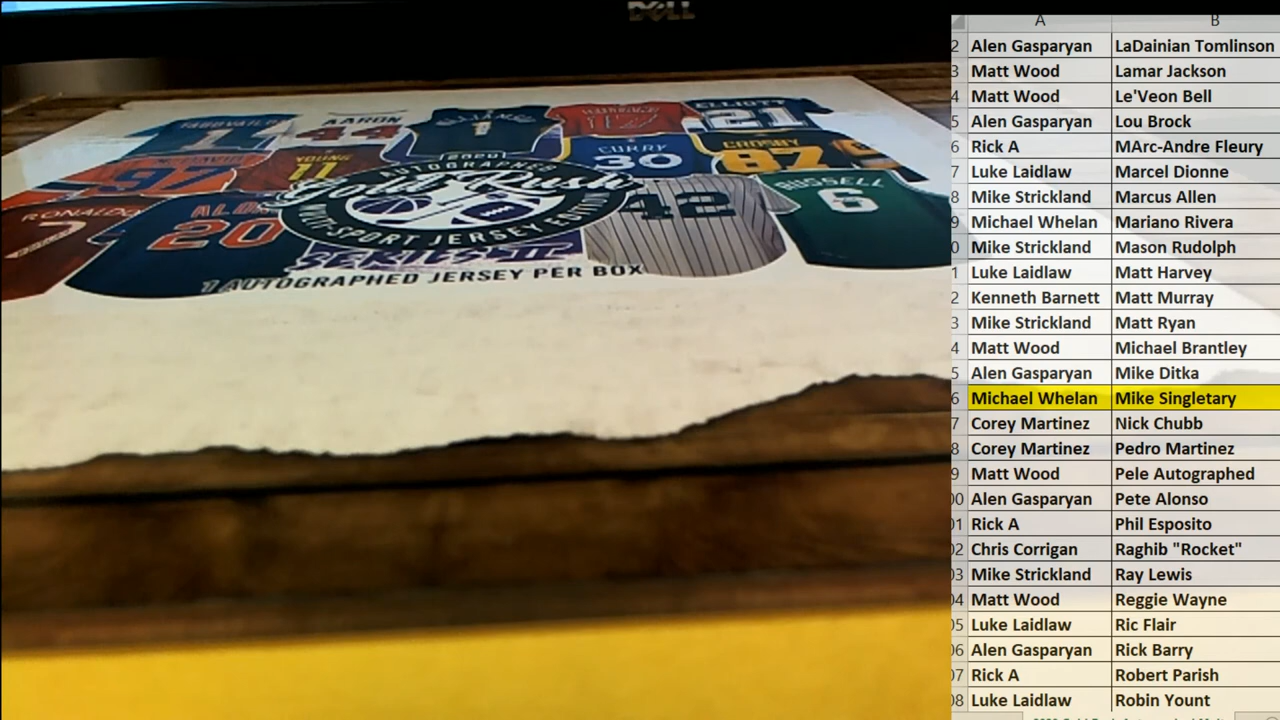 DELL
AARON
44
1
ELLIOTT
21
1
97
YOUNG
11
CURRY
30
CROSBY
87
[2020]
AUTOGRAPHED
Gold Rush
MULTI-SPORT JERSEY EDITION
SERIES II
1 AUTOGRAPHED JERSEY PER BOX
RONALDO
7
20
42
RUSSELL
6
A B
2 Alen Gasparyan LaDainian Tomlinson
3 Matt Wood Lamar Jackson
4 Matt Wood Le'Veon Bell
5 Alen Gasparyan Lou Brock
6 Rick A MArc-Andre Fleury
7 Luke Laidlaw Marcel Dionne
8 Mike Strickland Marcus Allen
9 Michael Whelan Mariano Rivera
0 Mike Strickland Mason Rudolph
1 Luke Laidlaw Matt Harvey
2 Kenneth Barnett Matt Murray
3 Mike Strickland Matt Ryan
4 Matt Wood Michael Brantley
5 Alen Gasparyan Mike Ditka
6 Michael Whelan Mike Singletary
7 Corey Martinez Nick Chubb
8 Corey Martinez Pedro Martinez
9 Matt Wood Pele Autographed
00 Alen Gasparyan Pete Alonso
01 Rick A Phil Esposito
02 Chris Corrigan Raghib "Rocket"
03 Mike Strickland Ray Lewis
04 Matt Wood Reggie Wayne
05 Luke Laidlaw Ric Flair
06 Alen Gasparyan Rick Barry
07 Rick A Robert Parish
08 Luke Laidlaw Robin Yount